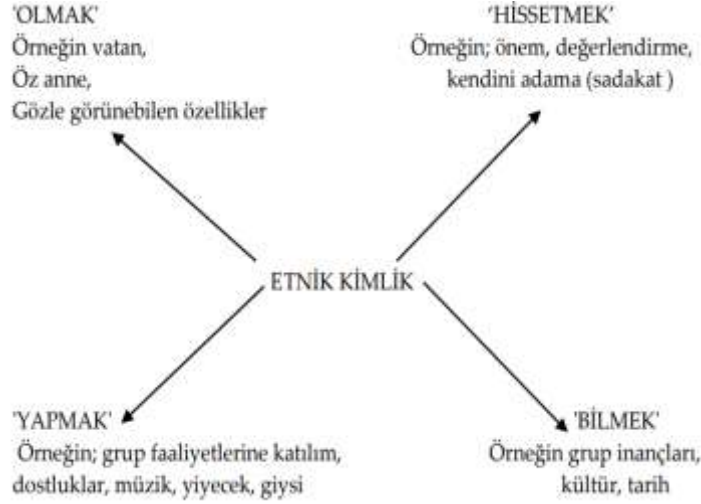 'OLMAK'
Örneğin vatan,
Öz anne,
Gözle görünebilen özellikler
'HİSSETMEK'
Örneğin; önem, değerlendirme,
kendini adama (sadakat )
ETNİK KİMLİK
'YAPMAK'
Örneğin; grup faaliyetlerine katılım,
dostluklar, müzik, yiyecek, giysi
'BİLMEK'
Örneğin grup inançları,
kültür, tarih